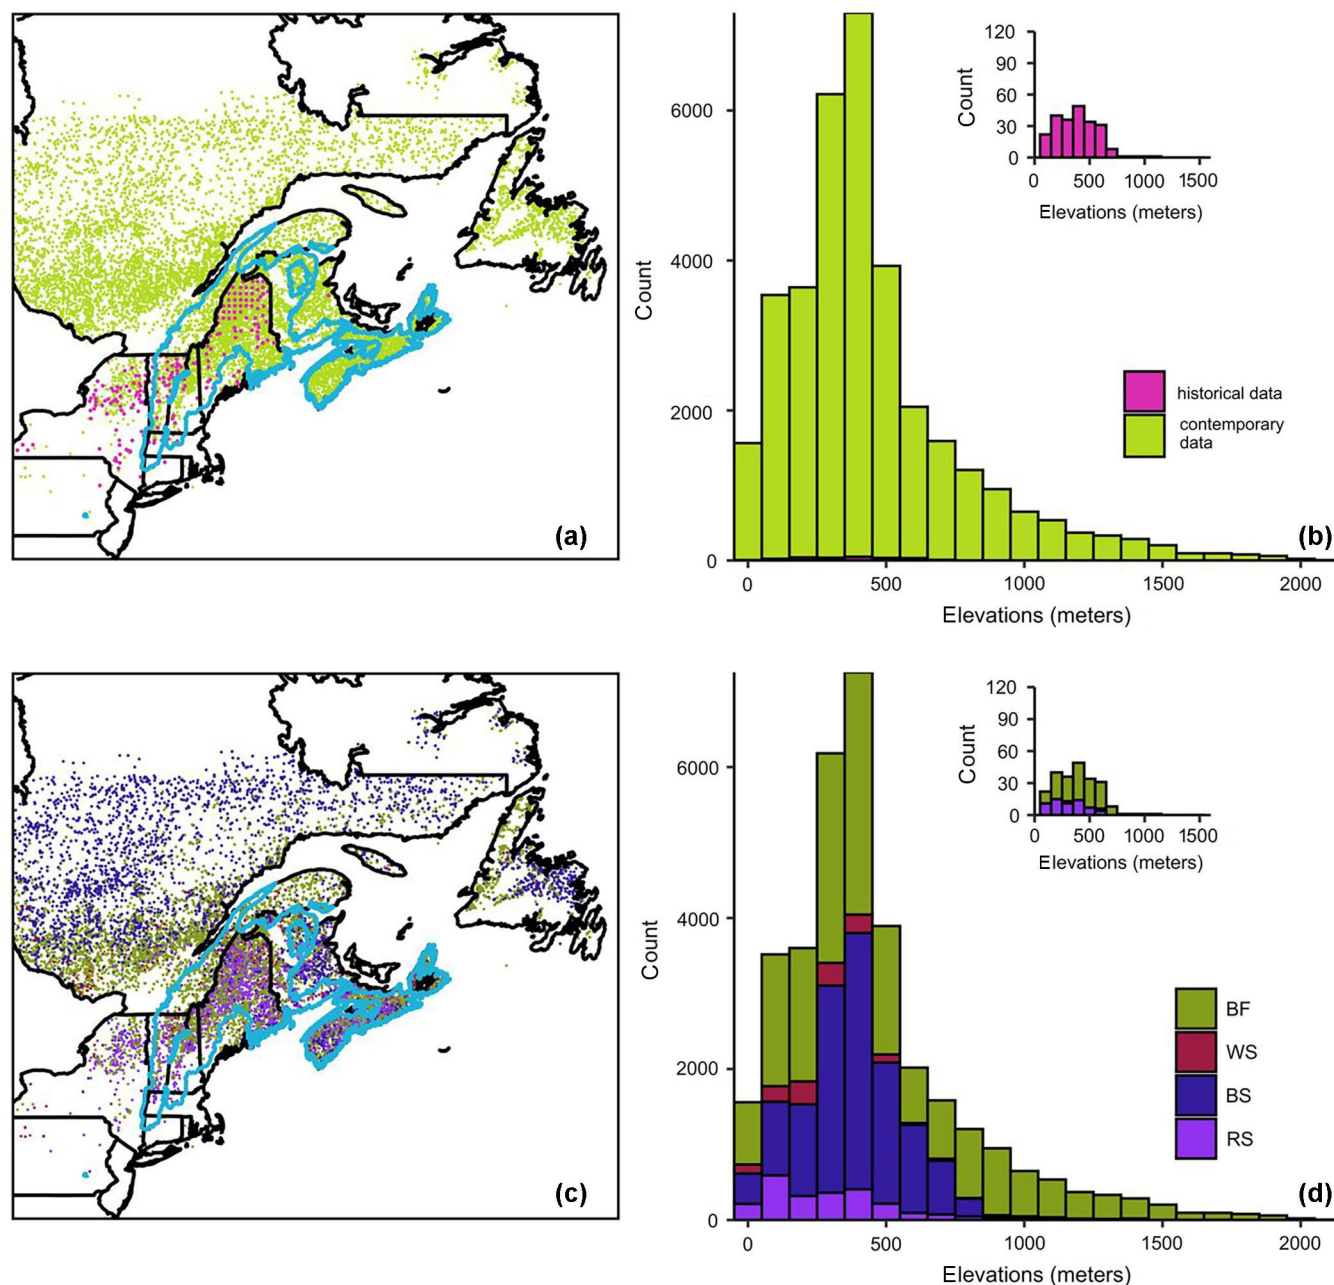 (a)
6000
4000
2000
0
Count
0
500
1000
1500
2000
Elevations (meters)
120
90
60
30
0
Count
0
500
1000
1500
Elevations (meters)
historical data
contemporary
data
(b)
(c)
6000
4000
2000
0
Count
0
500
1000
1500
2000
Elevations (meters)
120
90
60
30
0
Count
0
500
1000
1500
Elevations (meters)
BF
WS
BS
RS
(d)